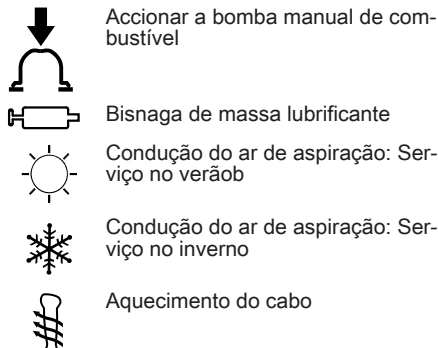 Accionar a bomba manual de com-
bustível
Bisnaga de massa lubrificante
Condução do ar de aspiração: Ser-
viço no verãob
Condução do ar de aspiração: Ser-
viço no inverno
Aquecimento do cabo